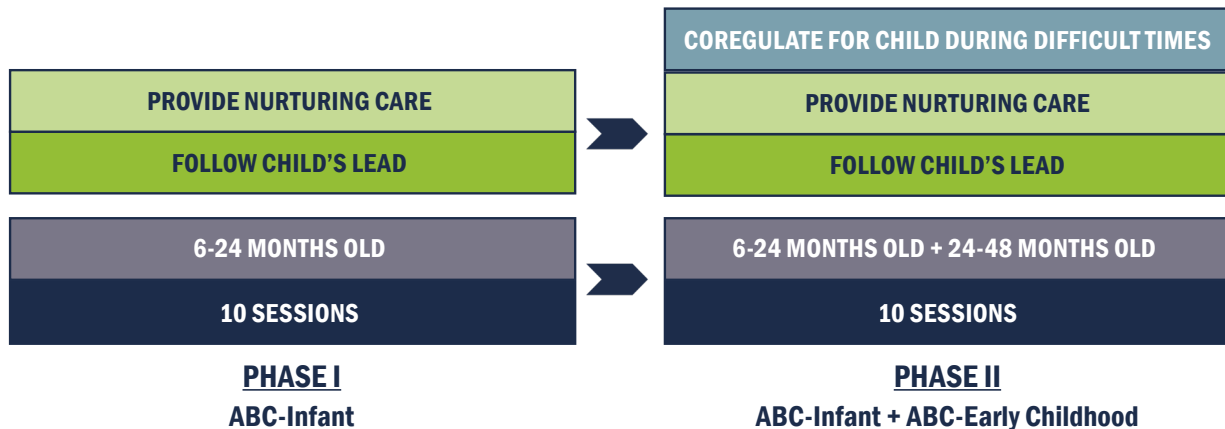 PROVIDE NURTURING CARE
FOLLOW CHILD'S LEAD
6-24 MONTHS OLD
10 SESSIONS
PHASE I
ABC-Infant
COREGULATE FOR CHILD DURING DIFFICULT TIMES
PROVIDE NURTURING CARE
FOLLOW CHILD'S LEAD
6-24 MONTHS OLD + 24-48 MONTHS OLD
10 SESSIONS
PHASE II
ABC-Infant + ABC-Early Childhood